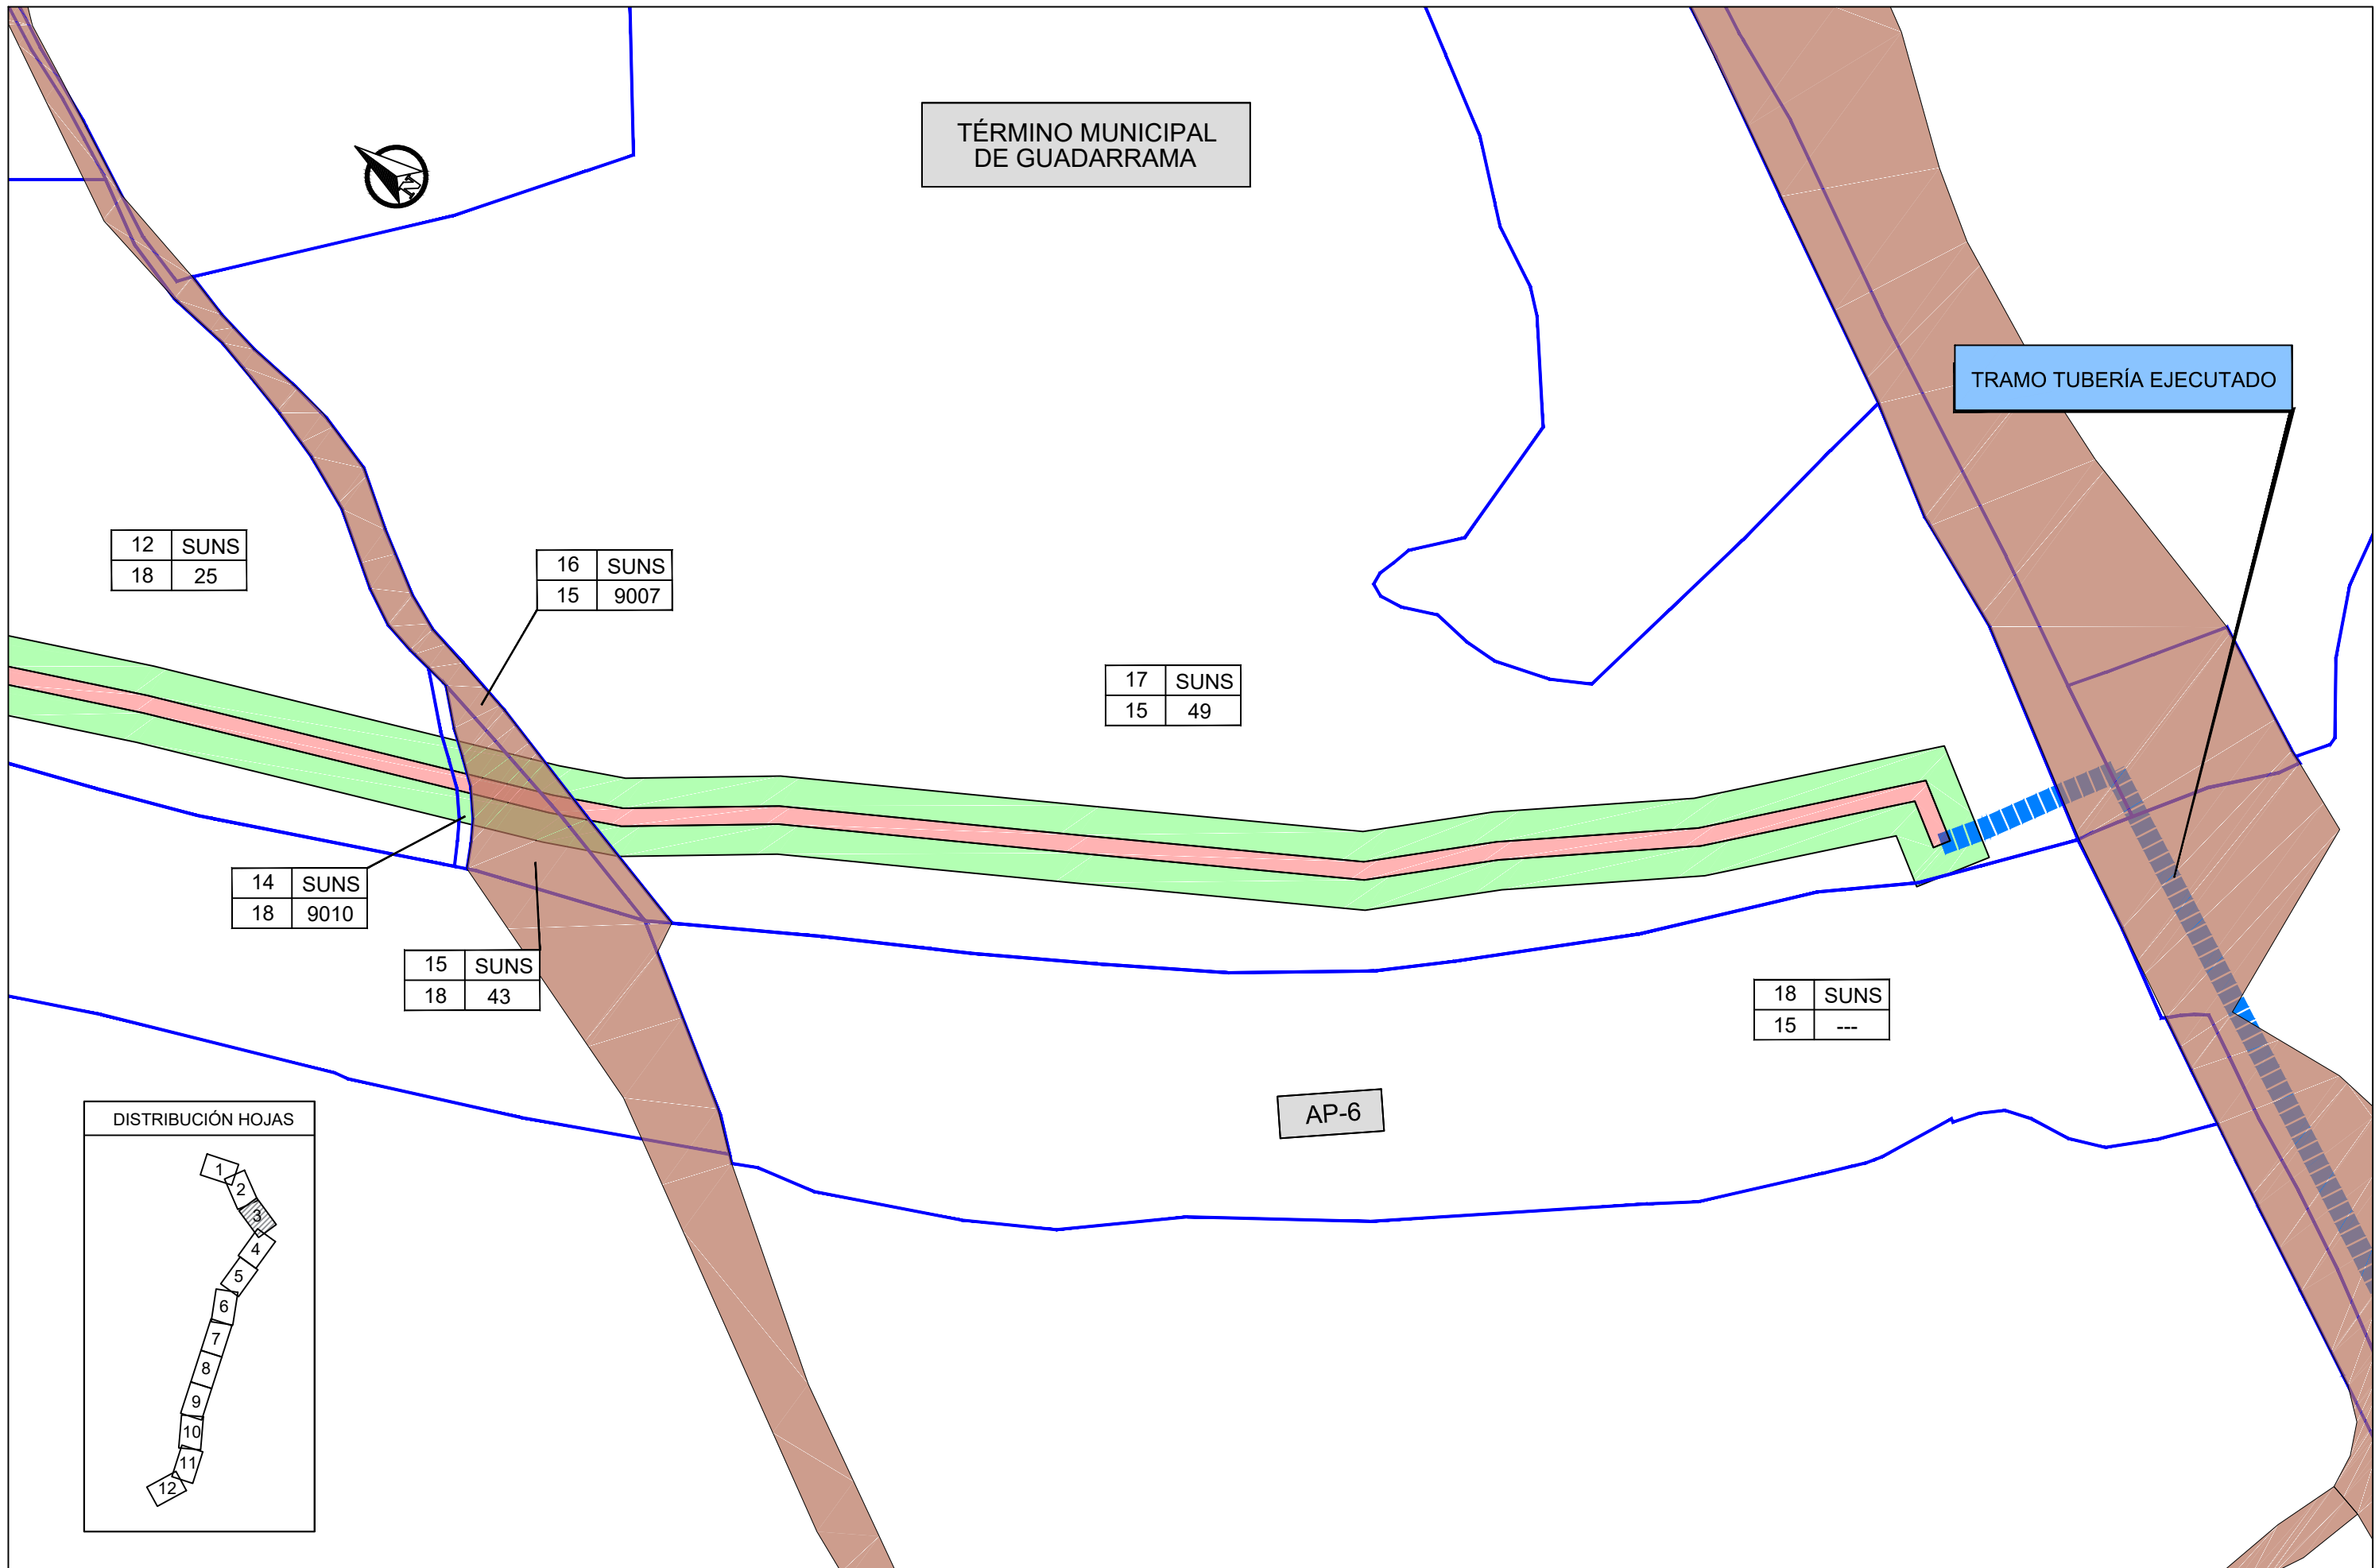 TÉRMINO MUNICIPAL
DE GUADARRAMA
TRAMO TUBERÍA EJECUTADO
12 SUNS
18 25
16 SUNS
15 9007
17 SUNS
15 49
14 SUNS
18 9010
15 SUNS
18 43
18 SUNS
15 ---
AP-6
DISTRIBUCIÓN HOJAS
1
2
3
4
5
6
7
8
9
10
11
12